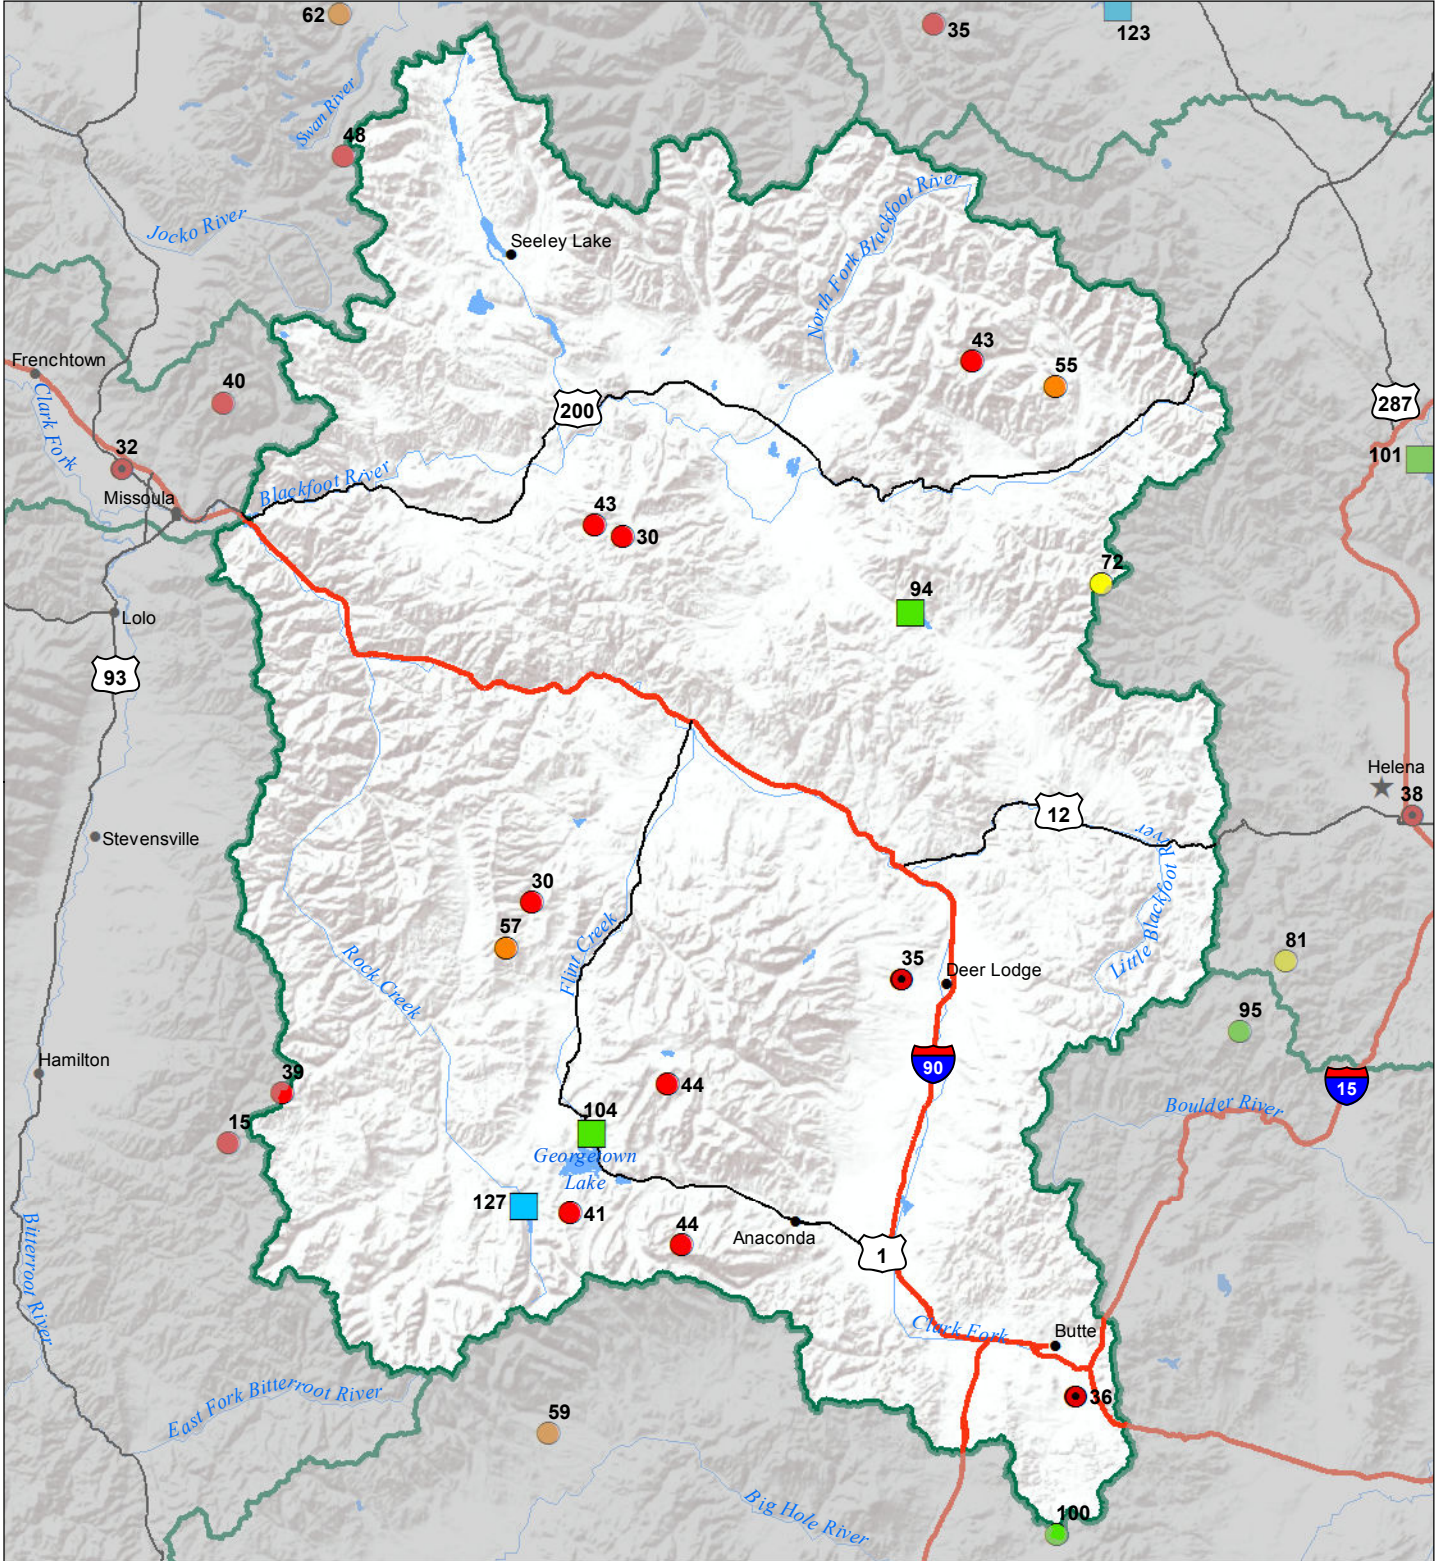 62
35
123
Swan River
48
Jocko River
North Fork Blackfoot River
Seeley Lake
Frenchtown
43
55
40
200
287
Clark Fork
32
101
Missoula
Blackfoot River
43
30
72
94
Lolo
93
Helena
38
12
Stevensville
Little Blackfoot River
30
57
Flint Creek
Rock Creek
35
Deer Lodge
81
95
Hamilton
90
39
44
15
Boulder River
15
104
Georgetown
Lake
127
41
44
Anaconda
1
Bitterroot River
Clark Fork
Butte
36
East Fork Bitterroot River
59
Big Hole River
100